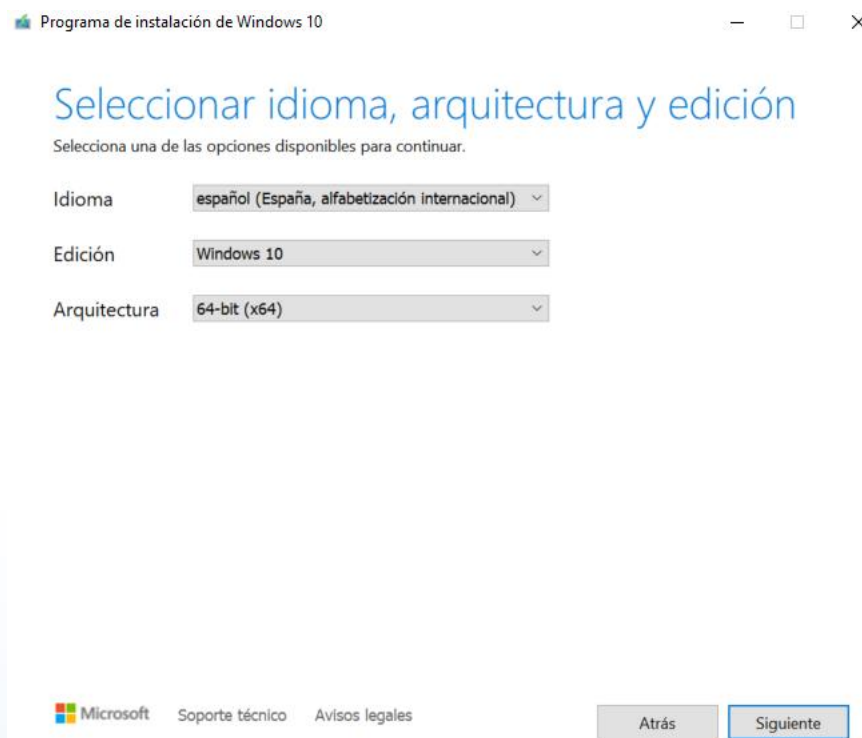 Programa de instalación de Windows 10
Seleccionar idioma, arquitectura y edición
Selecciona una de las opciones disponibles para continuar.
Idioma español (España, alfabetización internacional)
Edición Windows 10
Arquitectura 64-bit (x64)
Microsoft Soporte técnico Avisos legales Atrás Siguiente